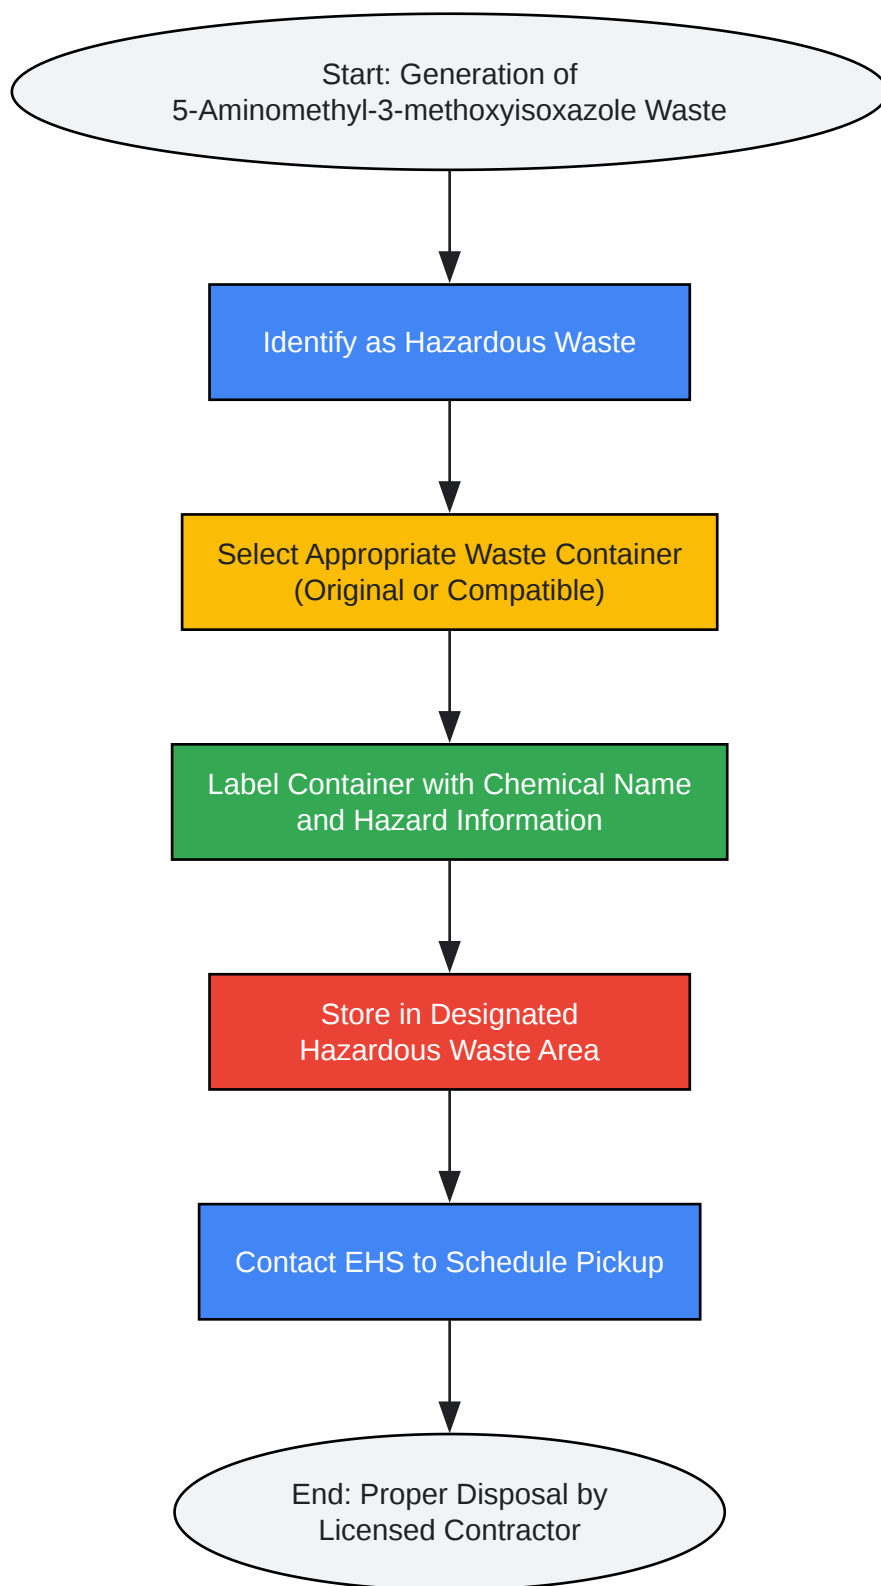 Start: Generation of
5-Aminomethyl-3-methoxyisoxazole Waste
Identify as Hazardous Waste
Select Appropriate Waste Container
(Original or Compatible)
Label Container with Chemical Name
and Hazard Information
Store in Designated
Hazardous Waste Area
Contact EHS to Schedule Pickup
End: Proper Disposal by
Licensed Contractor